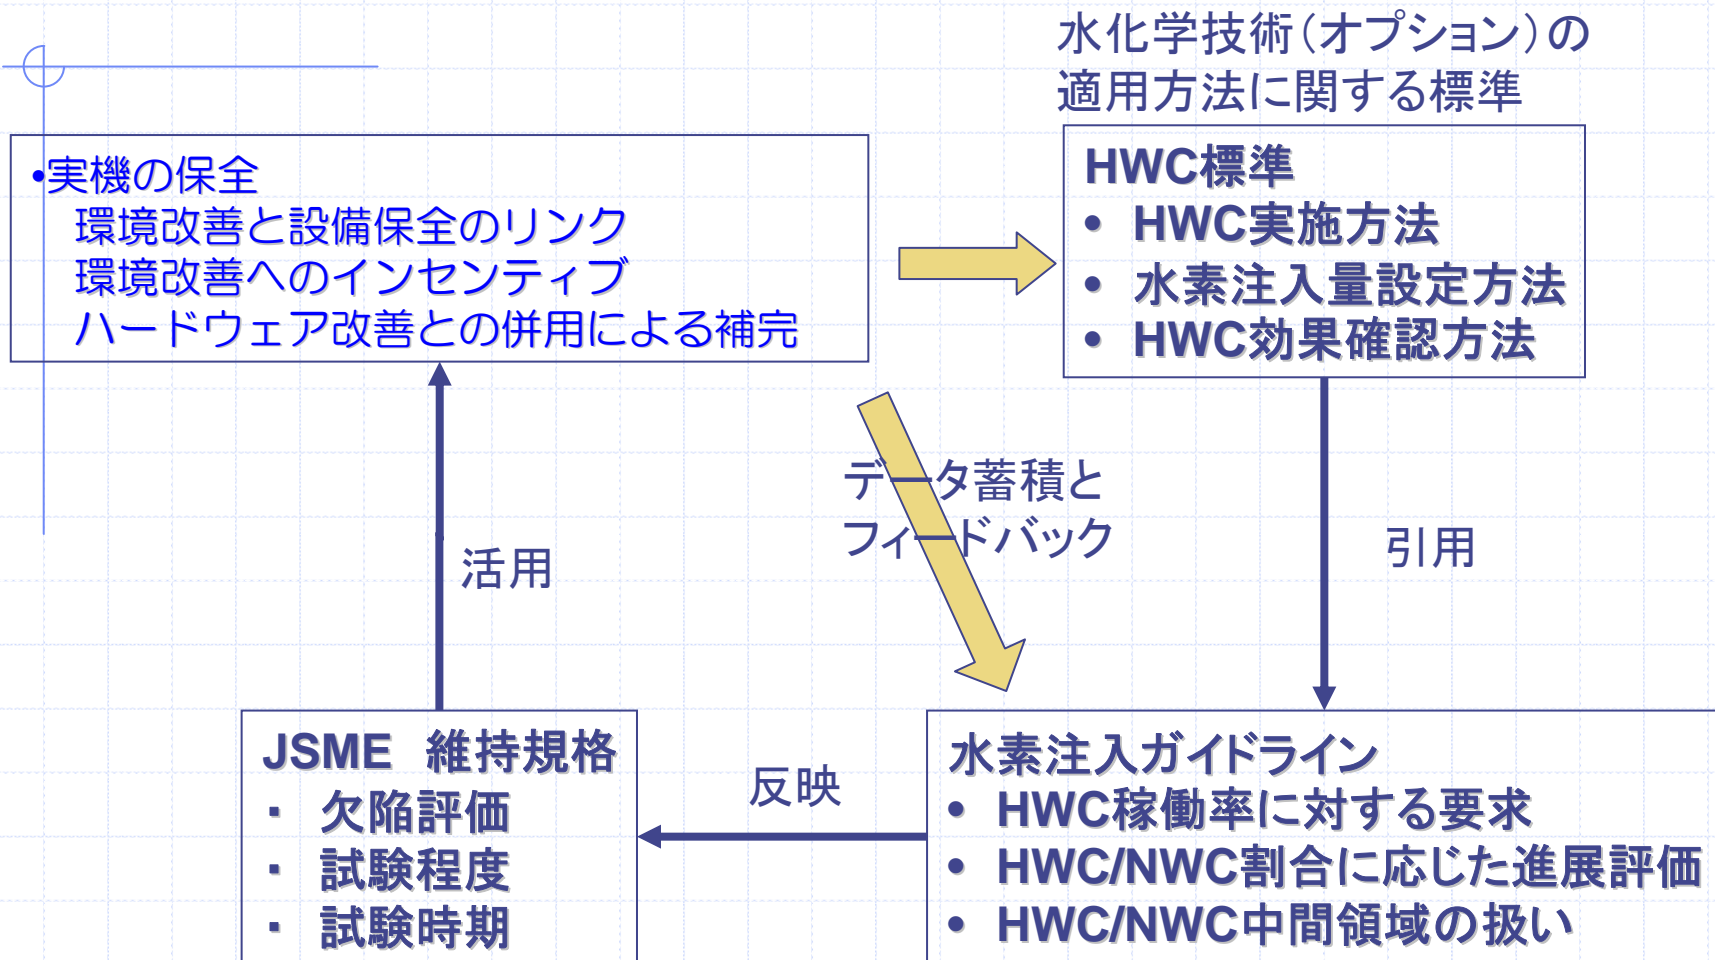 水化学技術（オプション）の
適用方法に関する標準
•実機の保全
環境改善と設備保全のリンク
環境改善へのインセンティブ
ハードウェア改善との併用による補完
HWC標準
• HWC実施方法
• 水素注入量設定方法
• HWC効果確認方法
データ蓄積と
フィードバック
活用
引用
JSME　維持規格
・ 欠陥評価
・ 試験程度
・ 試験時期
反映
水素注入ガイドライン
• HWC稼働率に対する要求
• HWC/NWC割合に応じた進展評価
• HWC/NWC中間領域の扱い